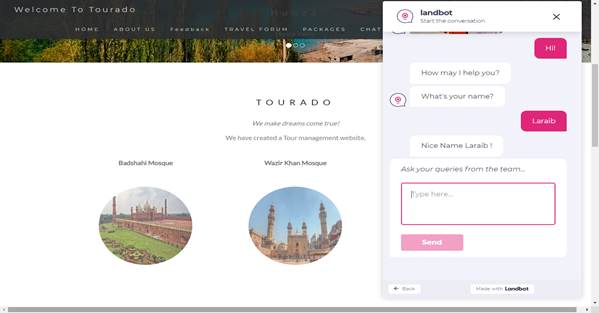 Welcome To Tourado
HOME ABOUT US Feedback TRAVEL FORUM PACKAGES CHAT
TOURADO
We make dreams come true!
We have created a Tour management website,
Badshahi Mosque
Wazir Khan Mosque
landbot
Start the conversation
Hi!
How may I help you?
What's your name?
Laraib
Nice Name Laraib !
Ask your queries from the team...
Type here...
Send
Back
Made with Landbot